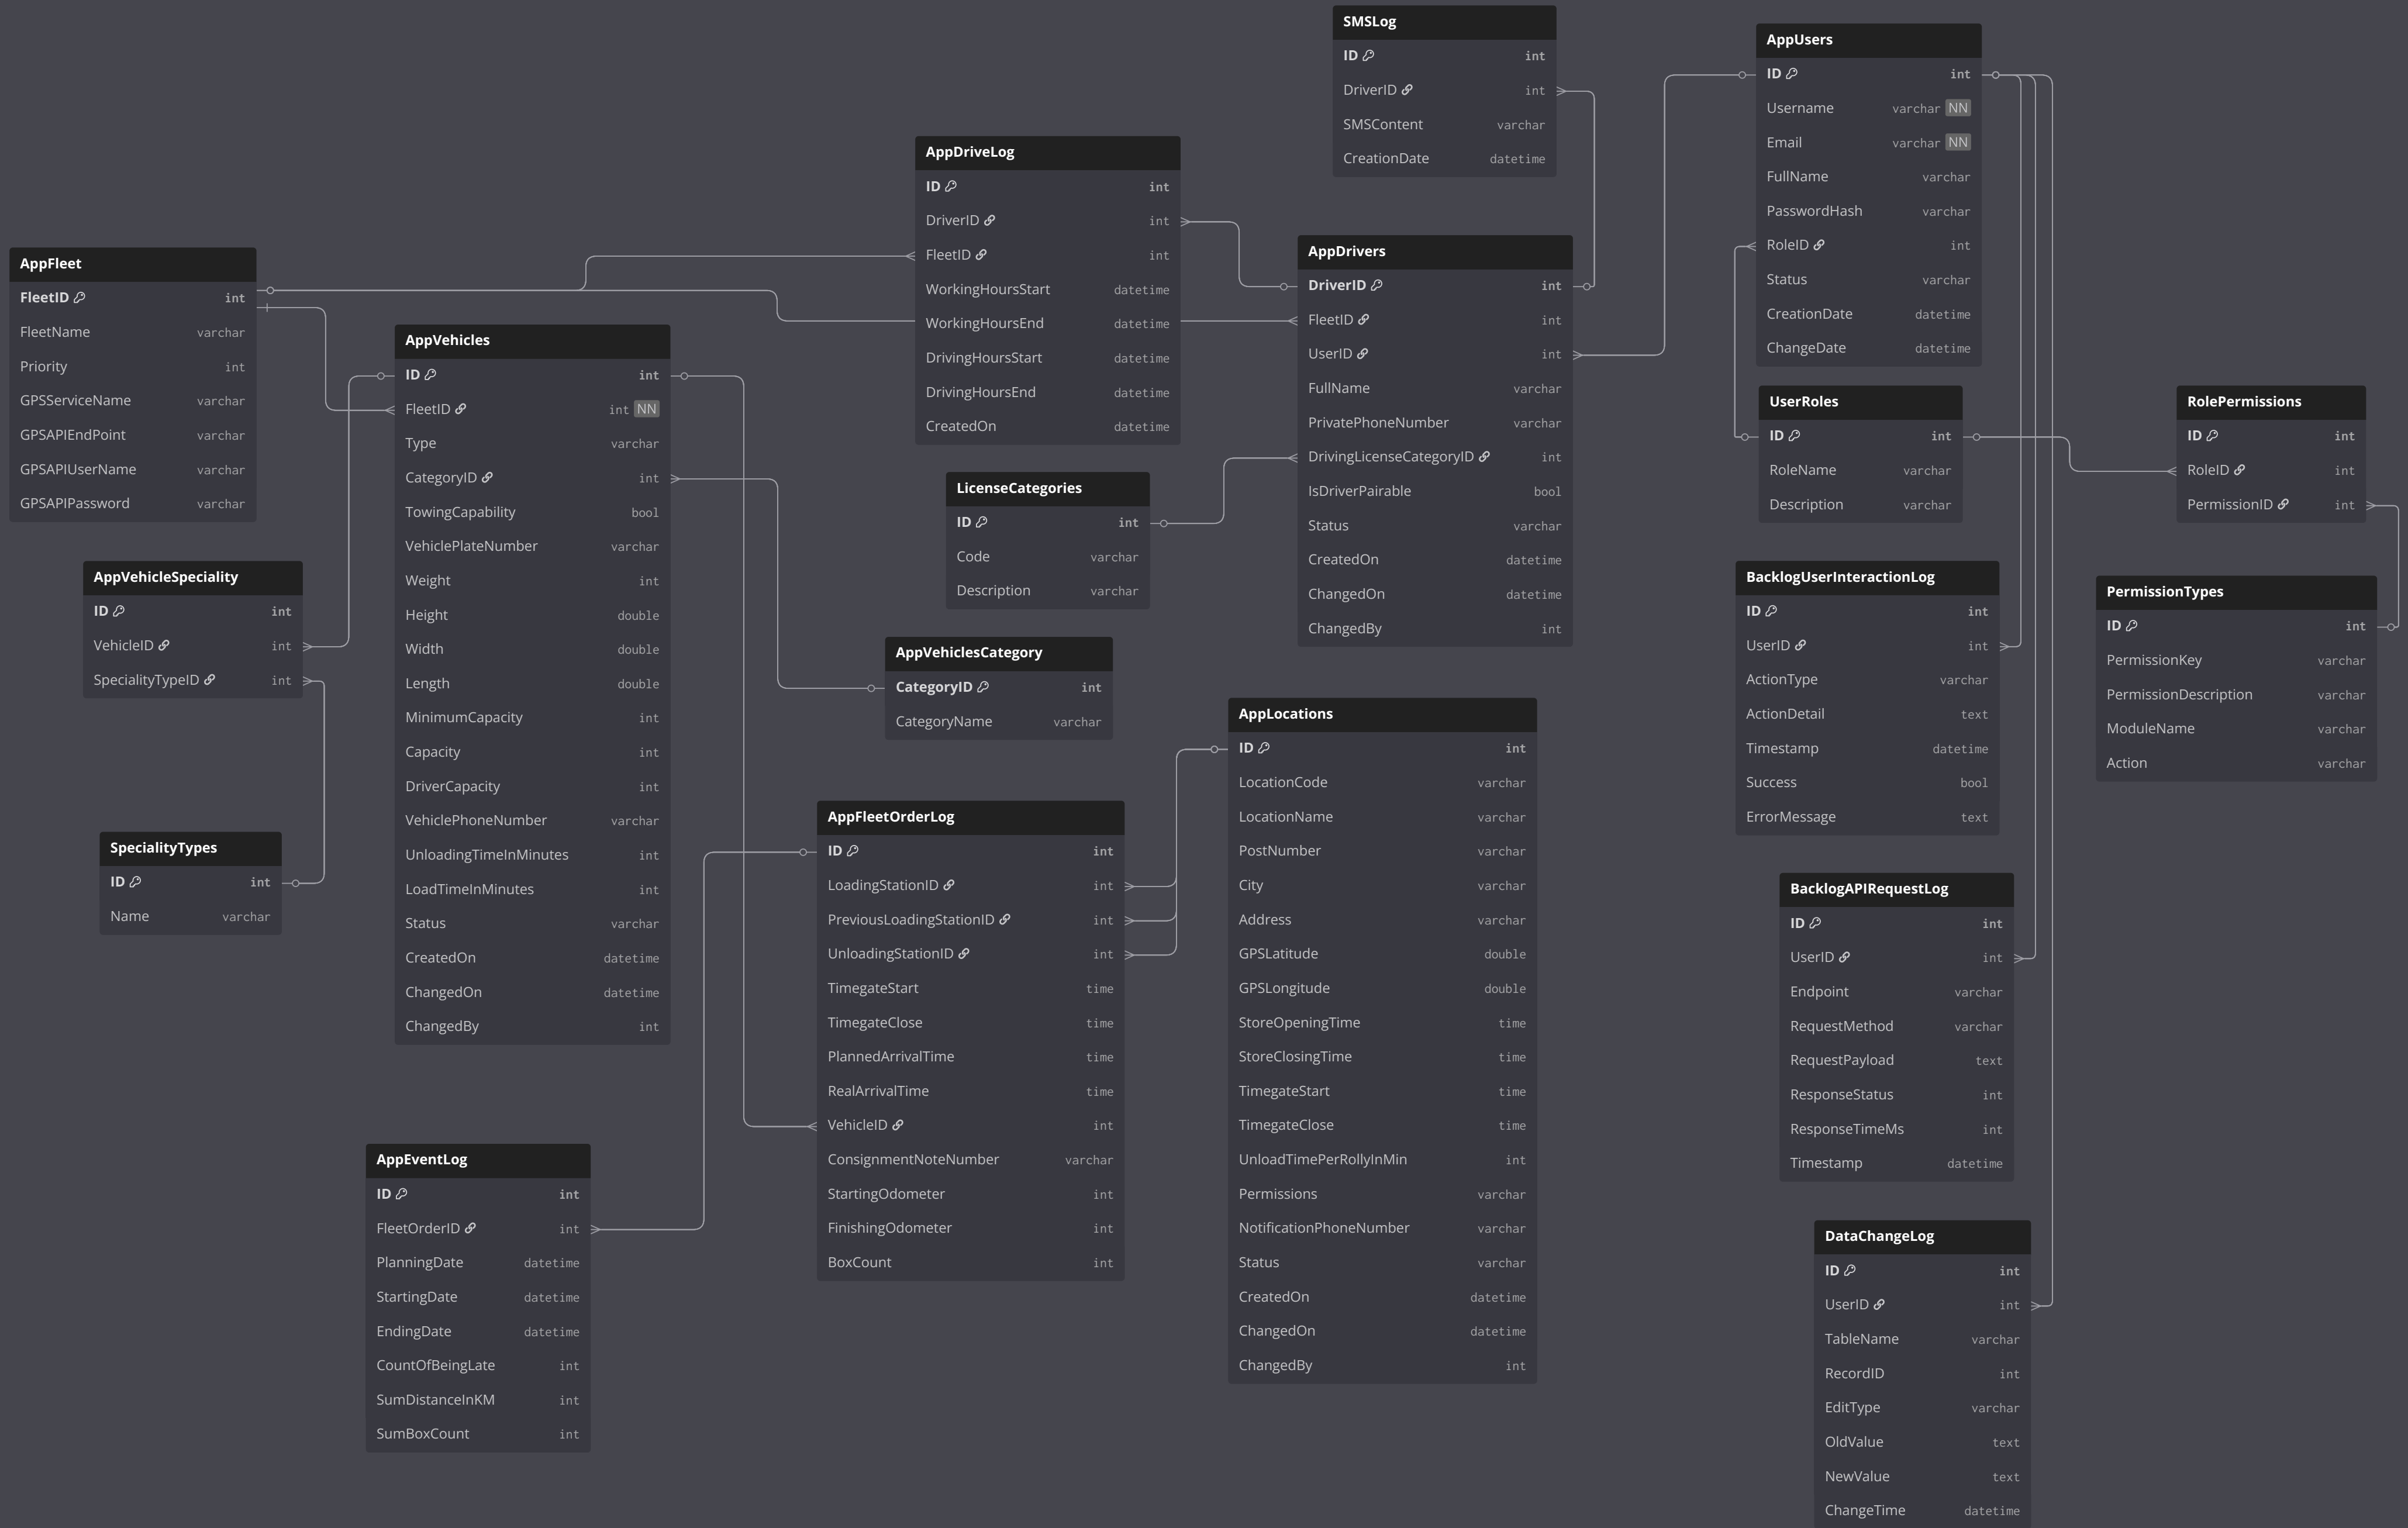 SMSLog
ID int
DriverID int
SMSContent varchar
CreationDate datetime
AppUsers
ID int
Username varchar NN
Email varchar NN
FullName varchar
PasswordHash varchar
RoleID int
Status varchar
CreationDate datetime
ChangeDate datetime
AppDriveLog
ID int
DriverID int
FleetID int
WorkingHoursStart datetime
WorkingHoursEnd datetime
DrivingHoursStart datetime
DrivingHoursEnd datetime
CreatedOn datetime
AppDrivers
DriverID int
FleetID int
UserID int
FullName varchar
PrivatePhoneNumber varchar
DrivingLicenseCategoryID int
IsDriverPairable bool
Status varchar
CreatedOn datetime
ChangedOn datetime
ChangedBy int
AppFleet
FleetID int
FleetName varchar
Priority int
GPSServiceName varchar
GPSAPIEndPoint varchar
GPSAPIUserName varchar
GPSAPIPassword varchar
AppVehicles
ID int
FleetID int NN
Type varchar
CategoryID int
TowingCapability bool
VehiclePlateNumber varchar
Weight int
Height double
Width double
Length double
MinimumCapacity int
Capacity int
DriverCapacity int
VehiclePhoneNumber varchar
UnloadingTimeInMinutes int
LoadTimeInMinutes int
Status varchar
CreatedOn datetime
ChangedOn datetime
ChangedBy int
UserRoles
ID int
RoleName varchar
Description varchar
RolePermissions
ID int
RoleID int
PermissionID int
LicenseCategories
ID int
Code varchar
Description varchar
AppVehicleSpeciality
ID int
VehicleID int
SpecialityTypeID int
BacklogUserInteractionLog
ID int
UserID int
ActionType varchar
ActionDetail text
Timestamp datetime
Success bool
ErrorMessage text
PermissionTypes
ID int
PermissionKey varchar
PermissionDescription varchar
ModuleName varchar
Action varchar
AppVehiclesCategory
CategoryID int
CategoryName varchar
AppLocations
ID int
LocationCode varchar
LocationName varchar
PostNumber varchar
City varchar
Address varchar
GPSLatitude double
GPSLongitude double
StoreOpeningTime time
StoreClosingTime time
TimegateStart time
TimegateClose time
UnloadTimePerRollyInMin int
Permissions varchar
NotificationPhoneNumber varchar
Status varchar
CreatedOn datetime
ChangedOn datetime
ChangedBy int
AppFleetOrderLog
ID int
LoadingStationID int
PreviousLoadingStationID int
UnloadingStationID int
TimegateStart time
TimegateClose time
PlannedArrivalTime time
RealArrivalTime time
VehicleID int
ConsignmentNoteNumber varchar
StartingOdometer int
FinishingOdometer int
BoxCount int
SpecialityTypes
ID int
Name varchar
BacklogAPIRequestLog
ID int
UserID int
Endpoint varchar
RequestMethod varchar
RequestPayload text
ResponseStatus int
ResponseTimeMs int
Timestamp datetime
AppEventLog
ID int
FleetOrderID int
PlanningDate datetime
StartingDate datetime
EndingDate datetime
CountOfBeingLate int
SumDistanceInKM int
SumBoxCount int
DataChangeLog
ID int
UserID int
TableName varchar
RecordID int
EditType varchar
OldValue text
NewValue text
ChangeTime datetime